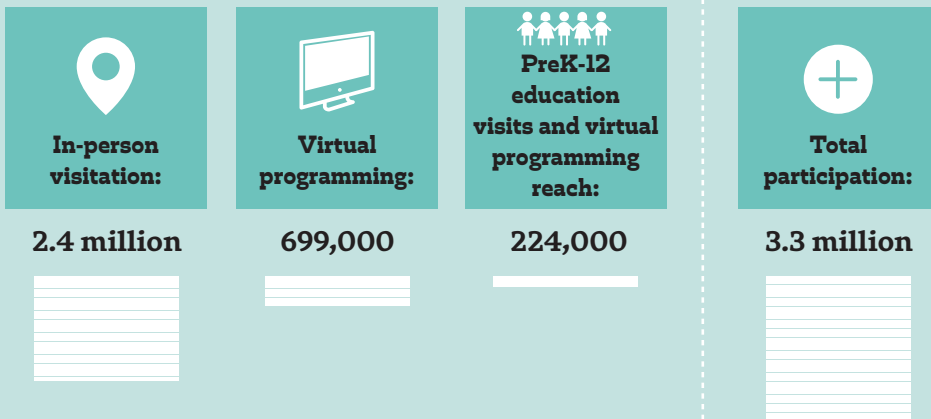 In-person
visitation:
2.4 million
Virtual
programming:
699,000
PreK-12
education
visits and virtual
programming
reach:
224,000
Total
participation:
3.3 million